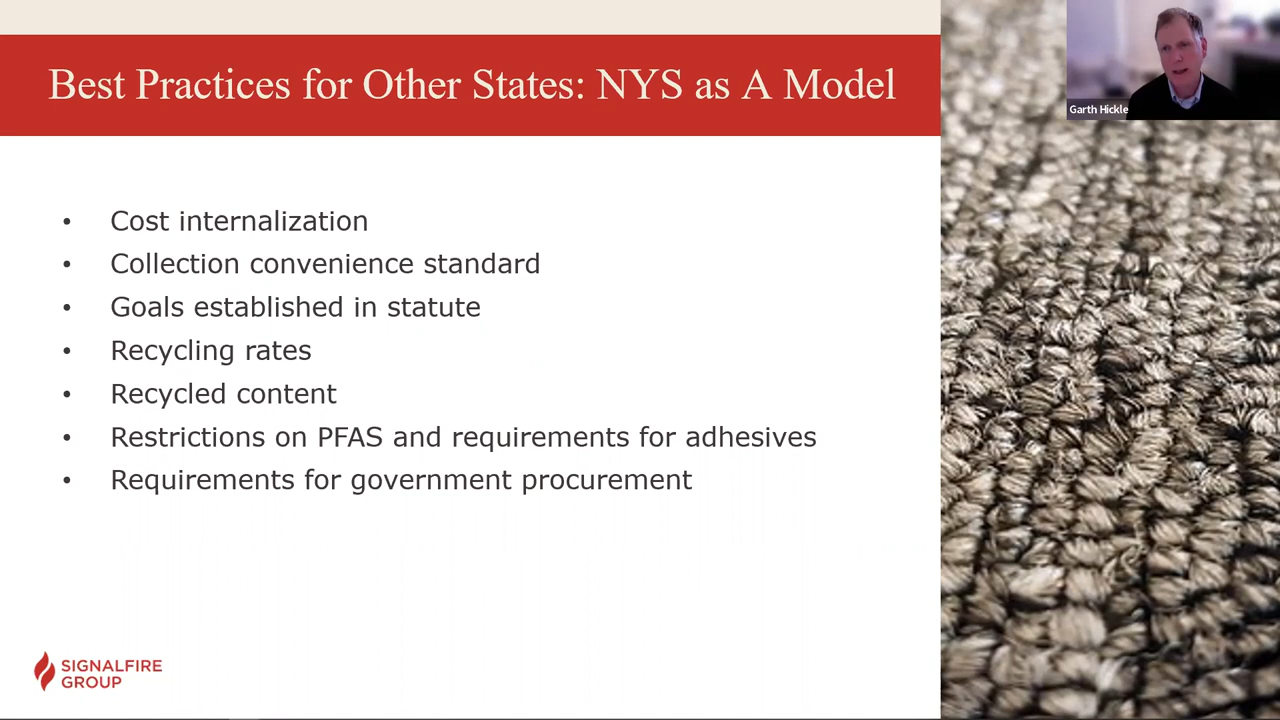 Best Practices for Other States: NYS as A Model
Garth Hickle
• Cost internalization
• Collection convenience standard
• Goals established in statute
• Recycling rates
• Recycled content
• Restrictions on PFAS and requirements for adhesives
• Requirements for government procurement
SIGNALFIRE
GROUP